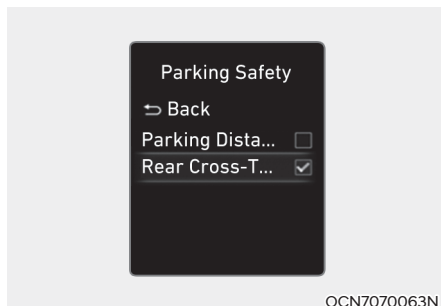 Parking Safety
Back
Parking Dista...
Rear Cross-T...
OCN7070063N